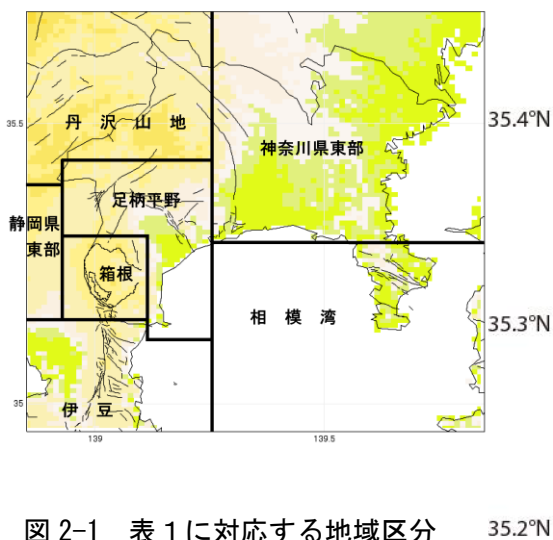 丹 沢 山 地
35.5
35.4°N
神奈川県東部
足柄平野
静岡県
東部
箱根
相 模 湾
35.3°N
伊 豆
35
139
139.5
図 2-1 表１に対応する地域区分
35.2°N